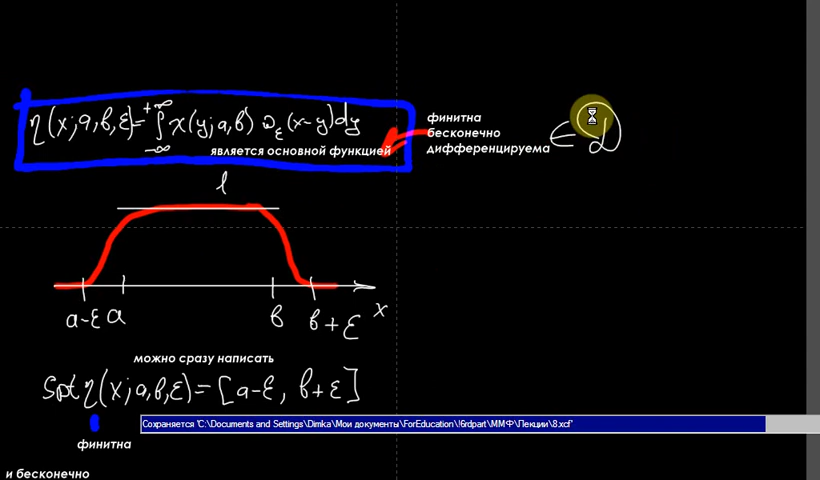 η(x;a,b,ε)=∫ χ(y;a,b) ω_ε(x-y)dy
+∞
-∞
является основной функцией
финитна
бесконечно
дифференцируема
∈ D
1
a-ε a b b+ε x
можно сразу написать
Spt η(x;a,b,ε)=[a-ε, b+ε]
Сохраняется 'C:\Documents and Settings\Dimka\Мои документы\ForEducation\!6rdpart\ММФ\Лекции\8.xcf'
финитна
и бесконечно